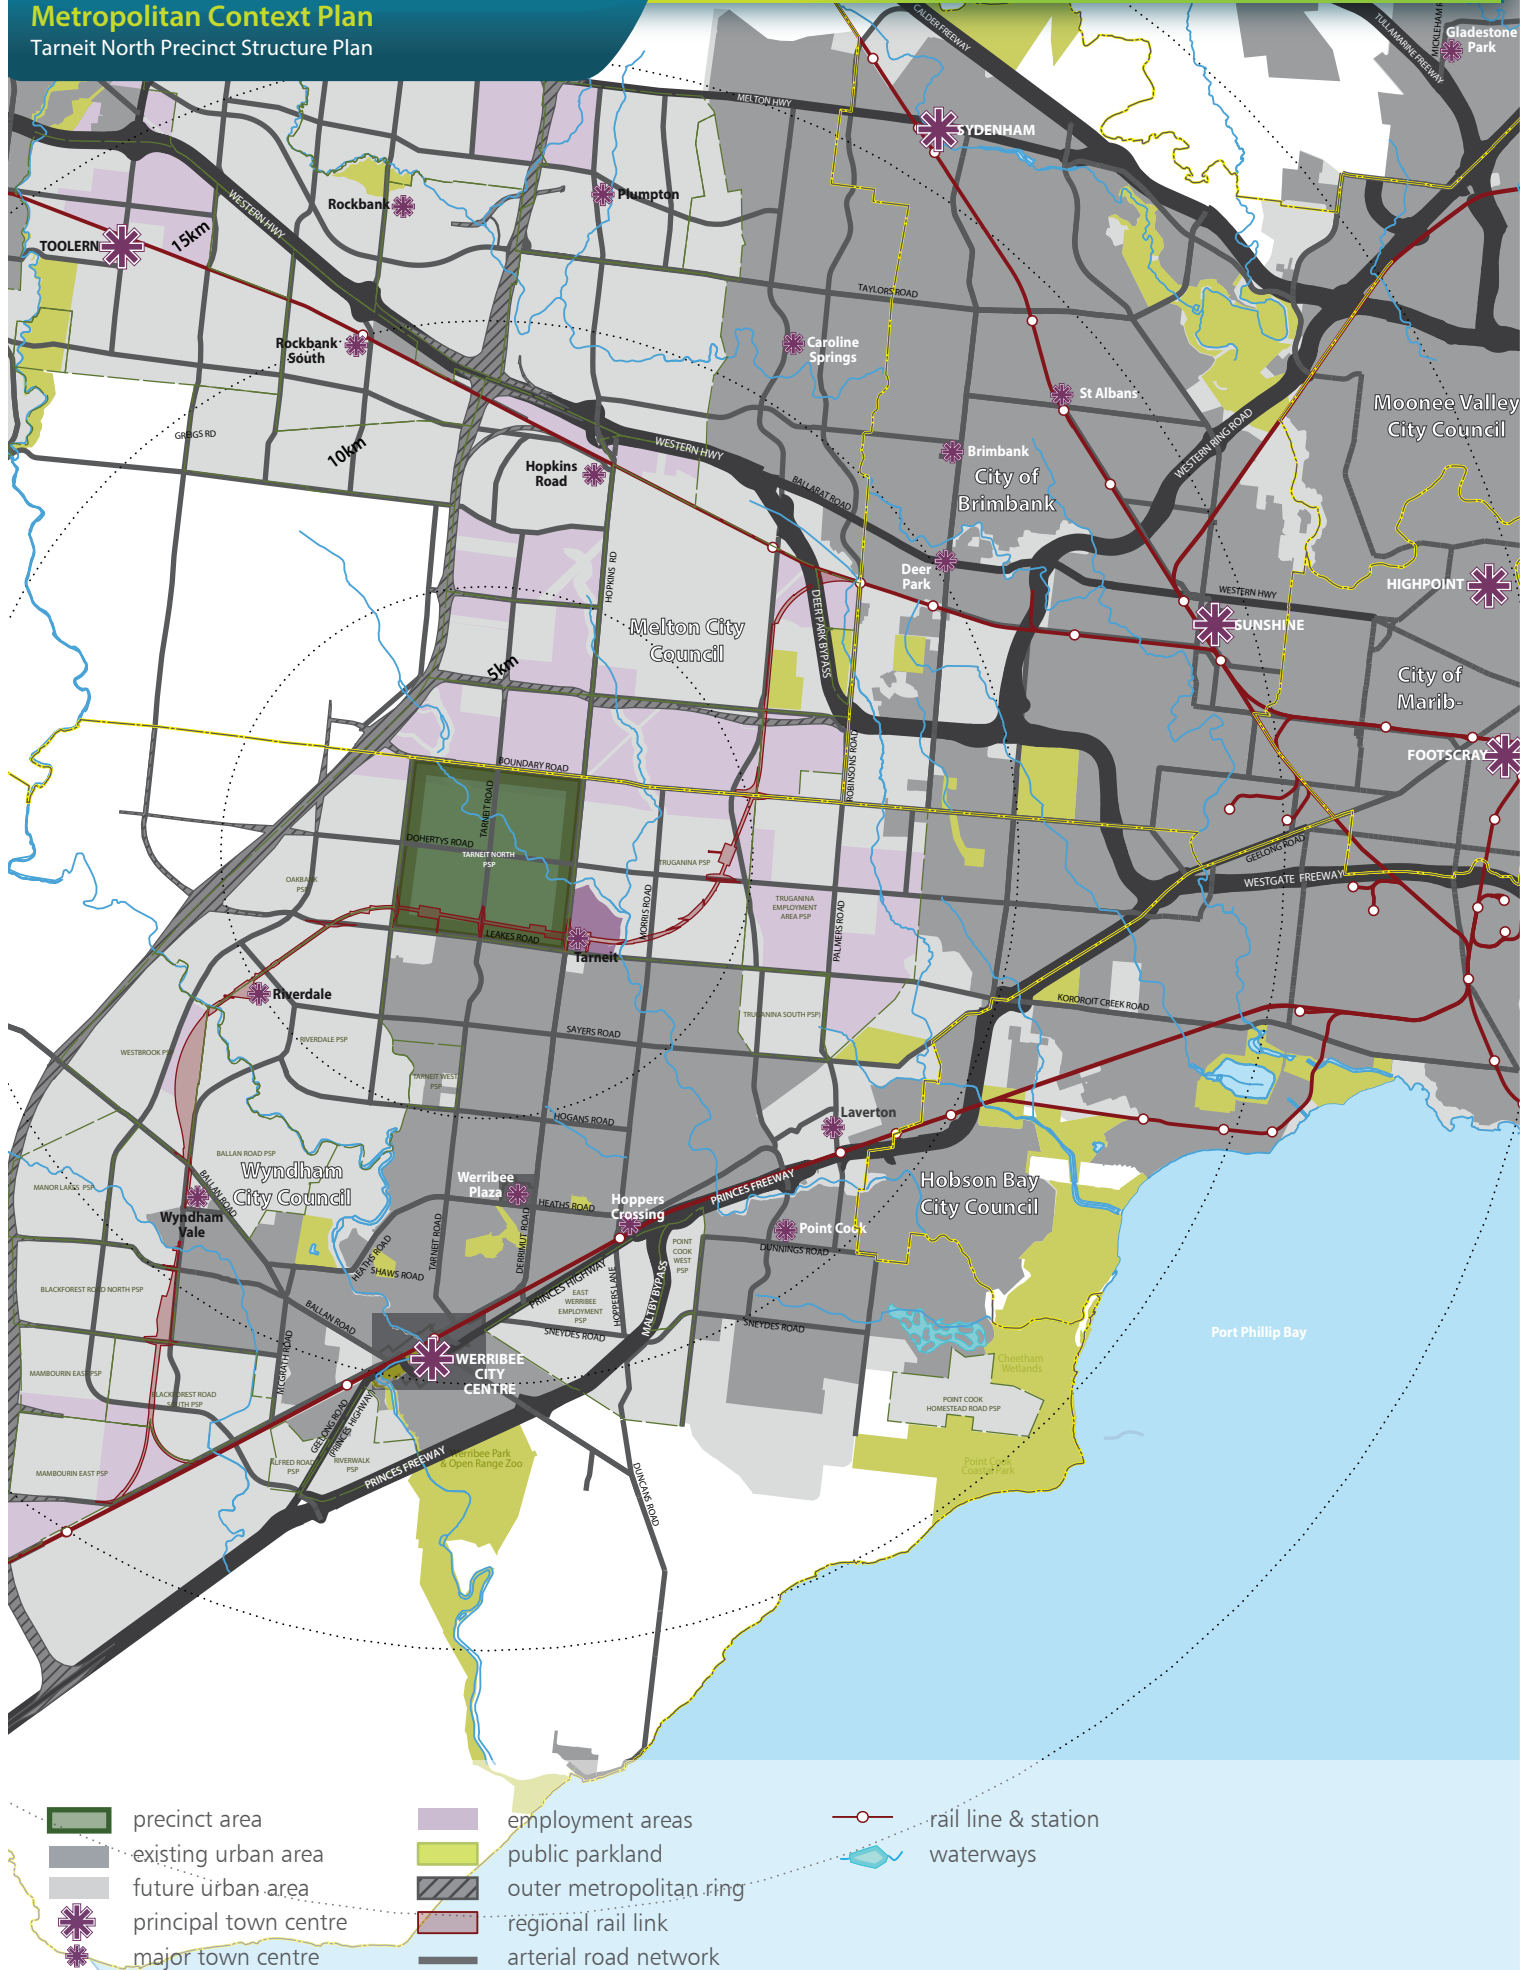 Metropolitan Context Plan
Tarneit North Precinct Structure Plan
CALDER FREEWAY
TULLAMARINE FREEWAY
Gladestone
Park
MELTON HWY
SYDENHAM
WESTERN HWY
Rockbank
Plumpton
TOOLERN
15km
TAYLORS ROAD
Rockbank
South
Caroline
Springs
St Albans
Moonee Valley
City Council
GREIGS RD
10km
WESTERN HWY
WESTERN RING ROAD
Hopkins
Road
Brimbank
City of
Brimbank
BALLARAT ROAD
HOPKINS RD
Deer
Park
HIGHPOINT
WESTERN HWY
DEER PARK BYPASS
Melton City
Council
SUNSHINE
5km
City of
Marib-
FOOTSCRAY
BOUNDARY ROAD
ROBINSONS ROAD
TARNEIT ROAD
DOHERTYS ROAD
TARNEIT NORTH
PSP
TRUGANINA PSP
GEELONG ROAD
WESTGATE FREEWAY
OAKBANK
PSP
TRUGANINA
EMPLOYMENT
AREA PSP
MORRIS ROAD
PALMERS ROAD
LEAKES ROAD
Tarneit
Riverdale
KOROROIT CREEK ROAD
TRUGANINA SOUTH PSP)
SAYERS ROAD
RIVERDALE PSP
WESTBROOK PSP
TARNEIT WEST
PSP
HOGANS ROAD
Laverton
BALLAN ROAD PSP
Wyndham
City Council
MANOR LAKES PSP
BALLAN ROAD
Werribee
Plaza
HEATHS ROAD
Hoppers
Crossing
PRINCES FREEWAY
Hobson Bay
City Council
Wyndham
Vale
Point Cook
DUNNINGS ROAD
HEATHS ROAD
TARNEIT ROAD
DERRIMUT ROAD
POINT
COOK
WEST
PSP
SHAWS ROAD
PRINCES HIGHWAY
HOPPERS LANE
MALTBY BYPASS
BLACKFOREST ROAD NORTH PSP
EAST
WERRIBEE
EMPLOYMENT
PSP
BALLAN ROAD
SNEYDES ROAD
SNEYDES ROAD
Port Phillip Bay
MCGRATH ROAD
WERRIBEE
CITY
CENTRE
Cheetham
Wetlands
MAMBOURIN EAST PSP
BLACKFOREST ROAD
SOUTH PSP
POINT COOK
HOMESTEAD ROAD PSP
GEELONG ROAD
(PRINCES HIGHWAY)
Werribee Park
& Open Range Zoo
Point Cook
Coastal Park
MAMBOURIN EAST PSP
ALFRED ROAD
PSP
RIVERWALK
PSP
PRINCES FREEWAY
DUNCANS ROAD
precinct area
existing urban area
future urban area
principal town centre
major town centre
employment areas
public parkland
outer metropolitan ring
regional rail link
arterial road network
rail line & station
waterways